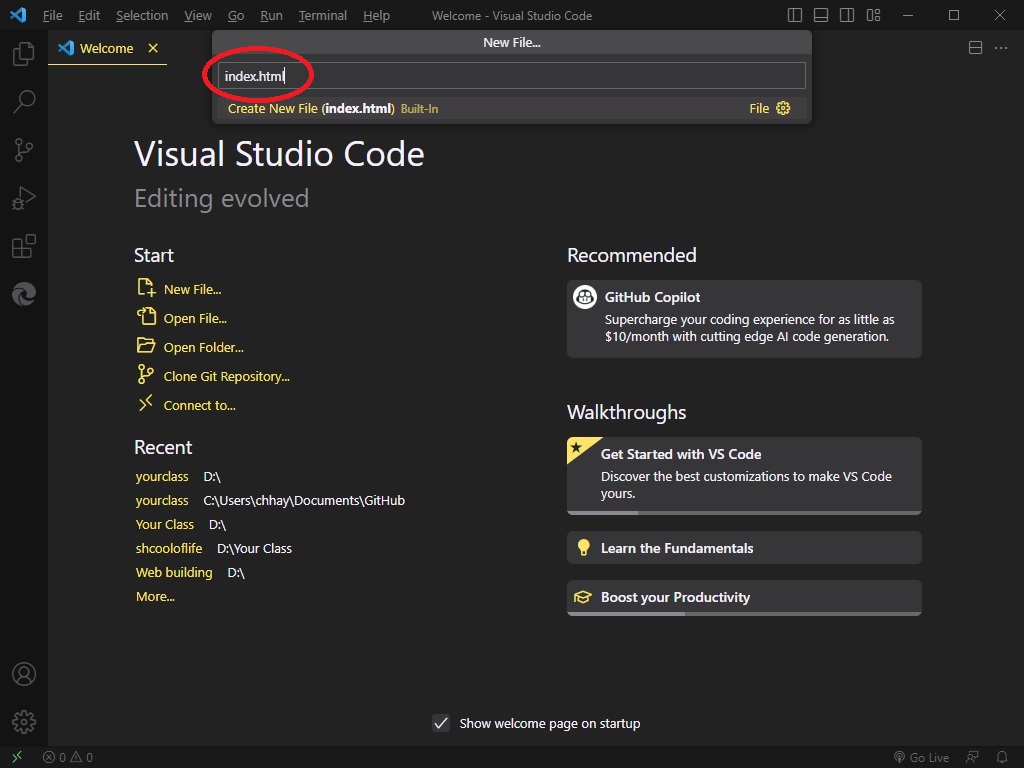 File Edit Selection View Go Run Terminal Help Welcome - Visual Studio Code
Welcome
New File...
index.html
Create New File (index.html) Built-In File
Visual Studio Code
Editing evolved
Start
New File...
Open File...
Open Folder...
Clone Git Repository...
Connect to...
Recent
yourclass D:\
yourclass C:\Users\chhay\Documents\GitHub
Your Class D:\
shcooloflife D:\Your Class
Web building D:\
More...
Recommended
GitHub Copilot
Supercharge your coding experience for as little as
$10/month with cutting edge AI code generation.
Walkthroughs
Get Started with VS Code
Discover the best customizations to make VS Code
yours.
Learn the Fundamentals
Boost your Productivity
Show welcome page on startup
0 0 Go Live